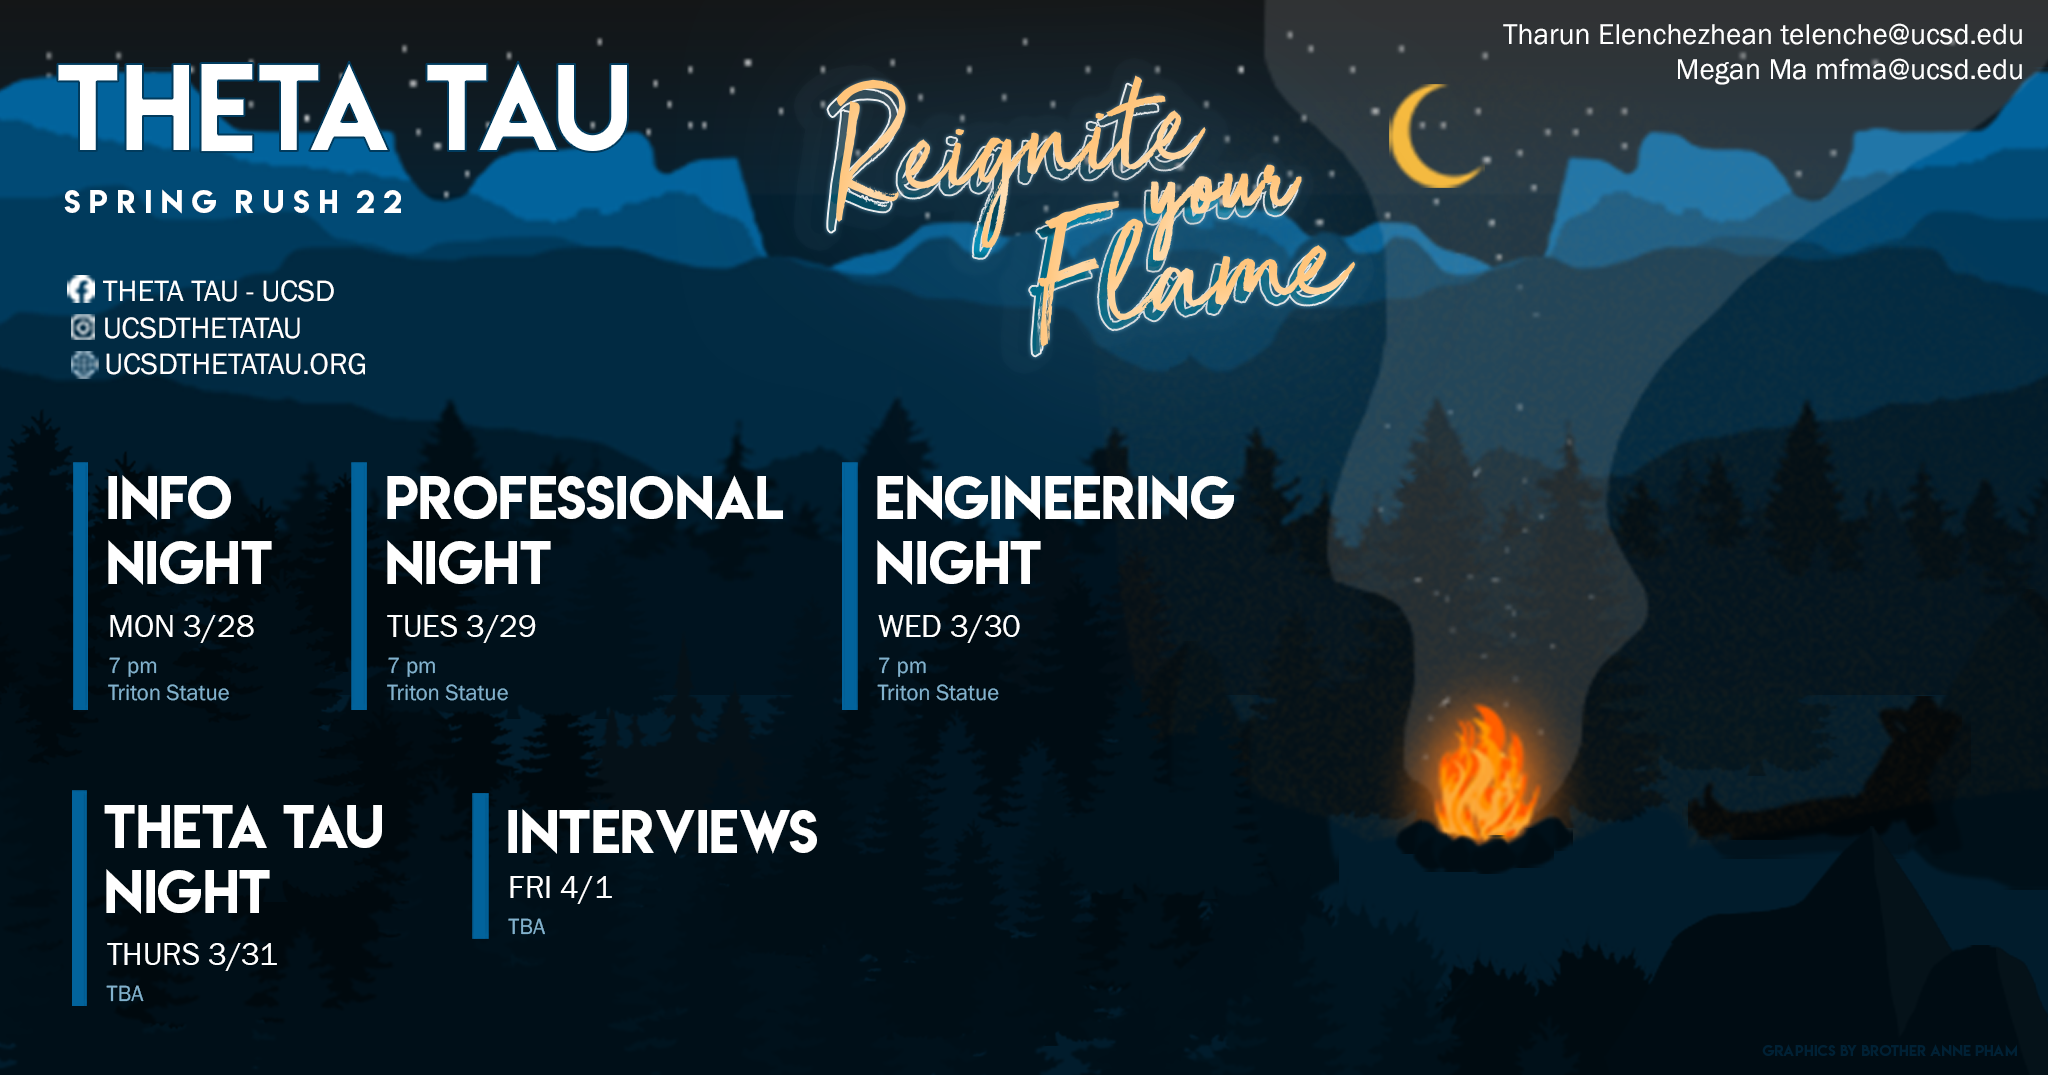 Tharun Elenchezhean telenche@ucsd.edu
Megan Ma mfma@ucsd.edu
THETA TAU
SPRING RUSH 22
Reignite
your
Flame
THETA TAU - UCSD
UCSDTHETATAU
UCSDTHETATAU.ORG
INFO
NIGHT
MON 3/28
7 pm
Triton Statue
PROFESSIONAL
NIGHT
TUES 3/29
7 pm
Triton Statue
ENGINEERING
NIGHT
WED 3/30
7 pm
Triton Statue
THETA TAU
NIGHT
THURS 3/31
TBA
INTERVIEWS
FRI 4/1
TBA
GRAPHICS BY BROTHER ANNE PHAM